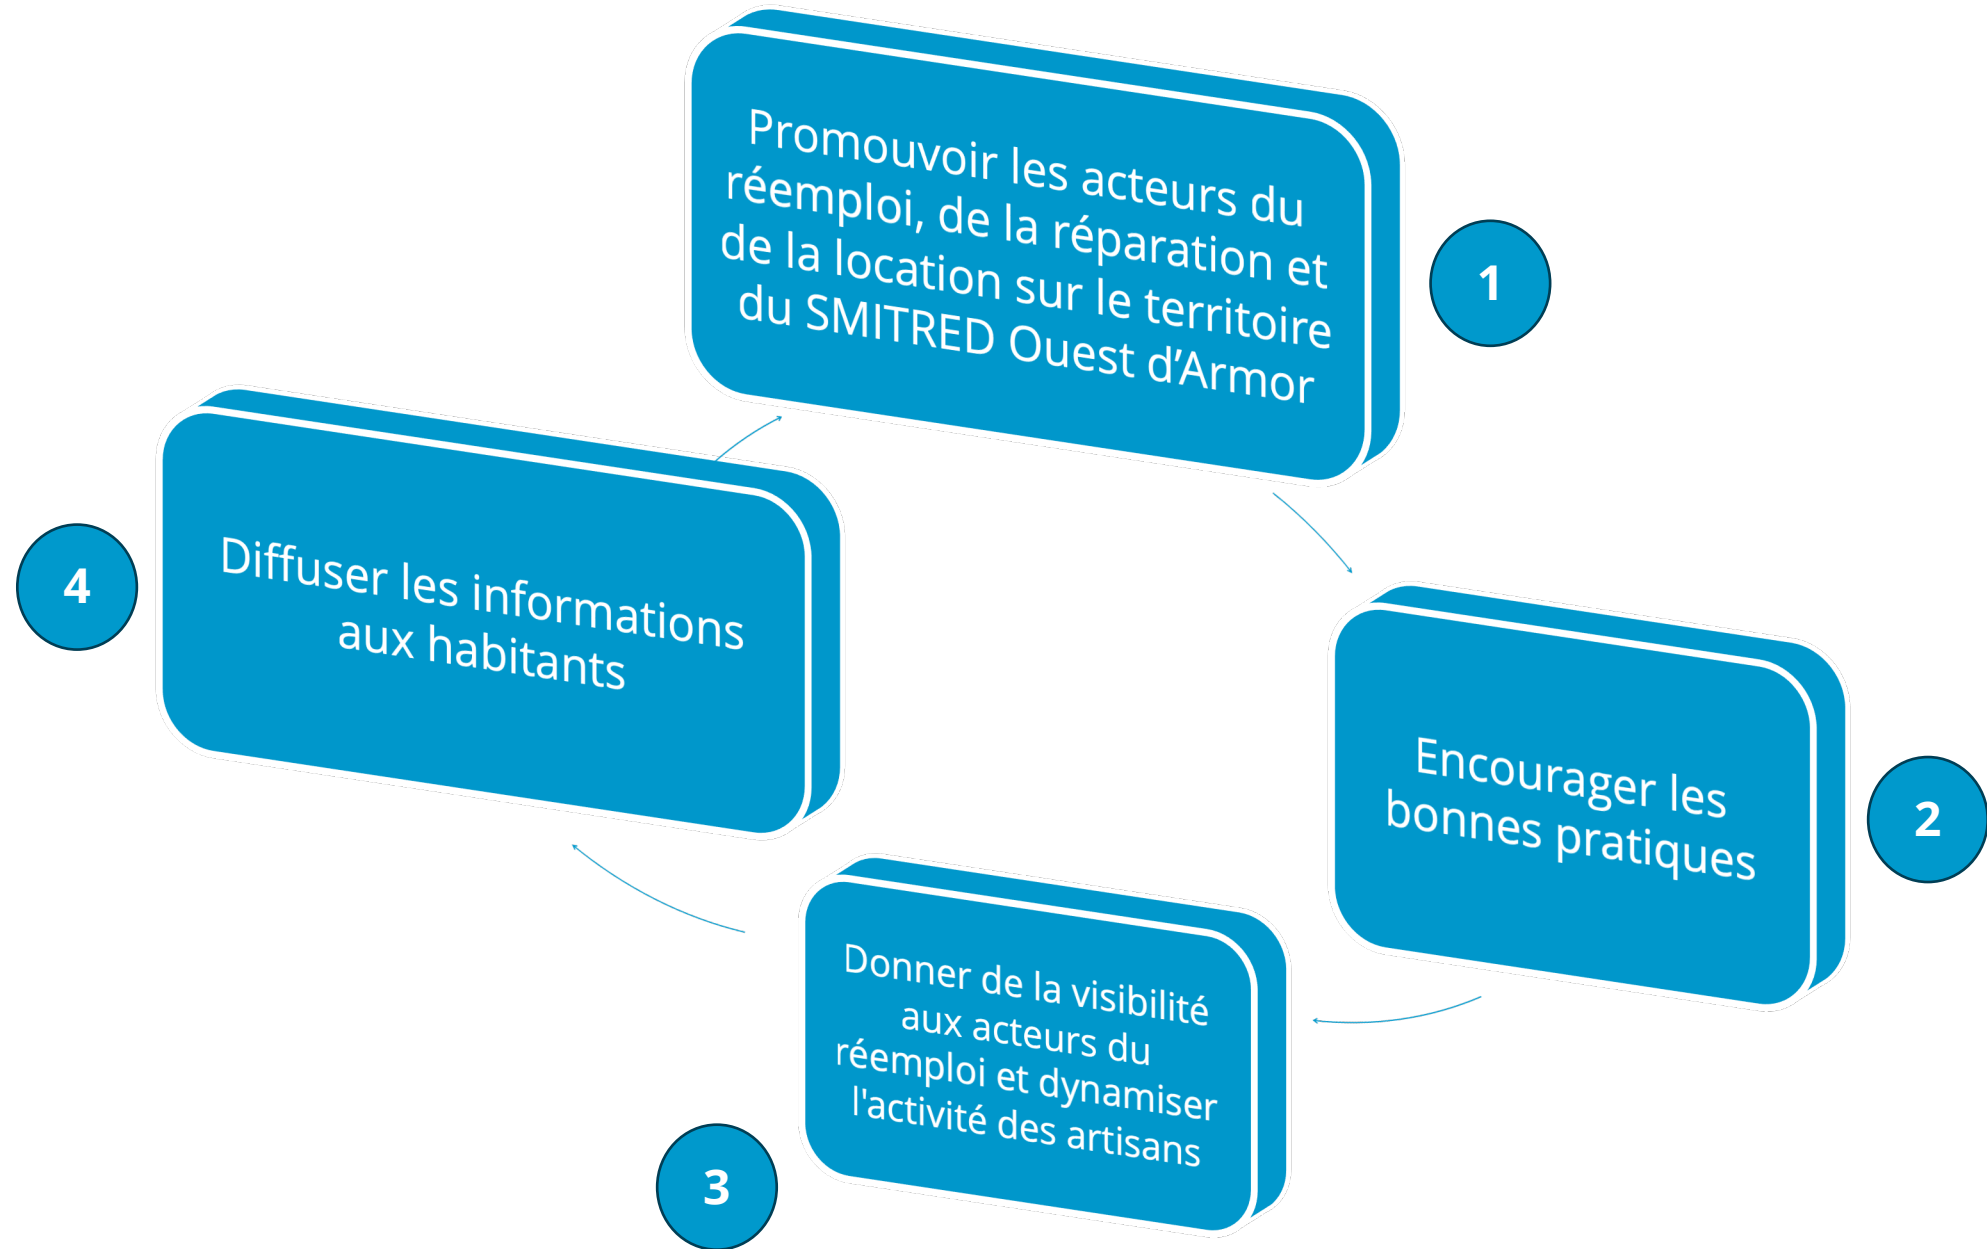 Promouvoir les acteurs du
réemploi, de la réparation et
de la location sur le territoire
du SMITRED Ouest d’Armor
1
Encourager les
bonnes pratiques
2
Donner de la visibilité
aux acteurs du
réemploi et dynamiser
l'activité des artisans
3
Diffuser les informations
aux habitants
4